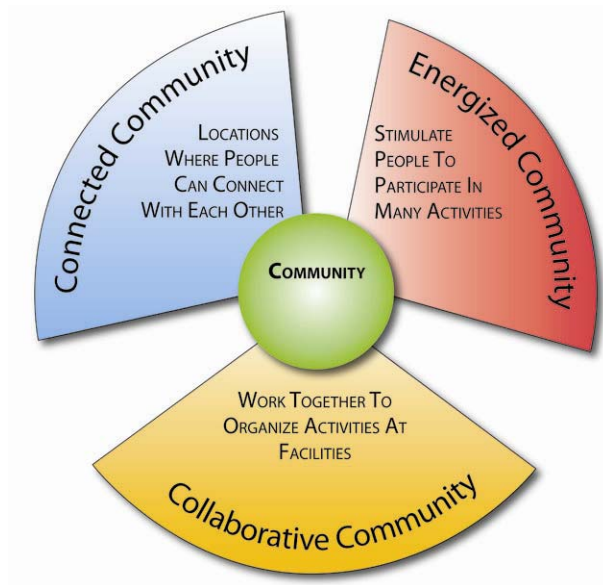 Connected Community
LOCATIONS
WHERE PEOPLE
CAN CONNECT
WITH EACH OTHER
Energized Community
STIMULATE
PEOPLE TO
PARTICIPATE IN
MANY ACTIVITIES
COMMUNITY
WORK TOGETHER TO
ORGANIZE ACTIVITIES AT
FACILITIES
Collaborative Community